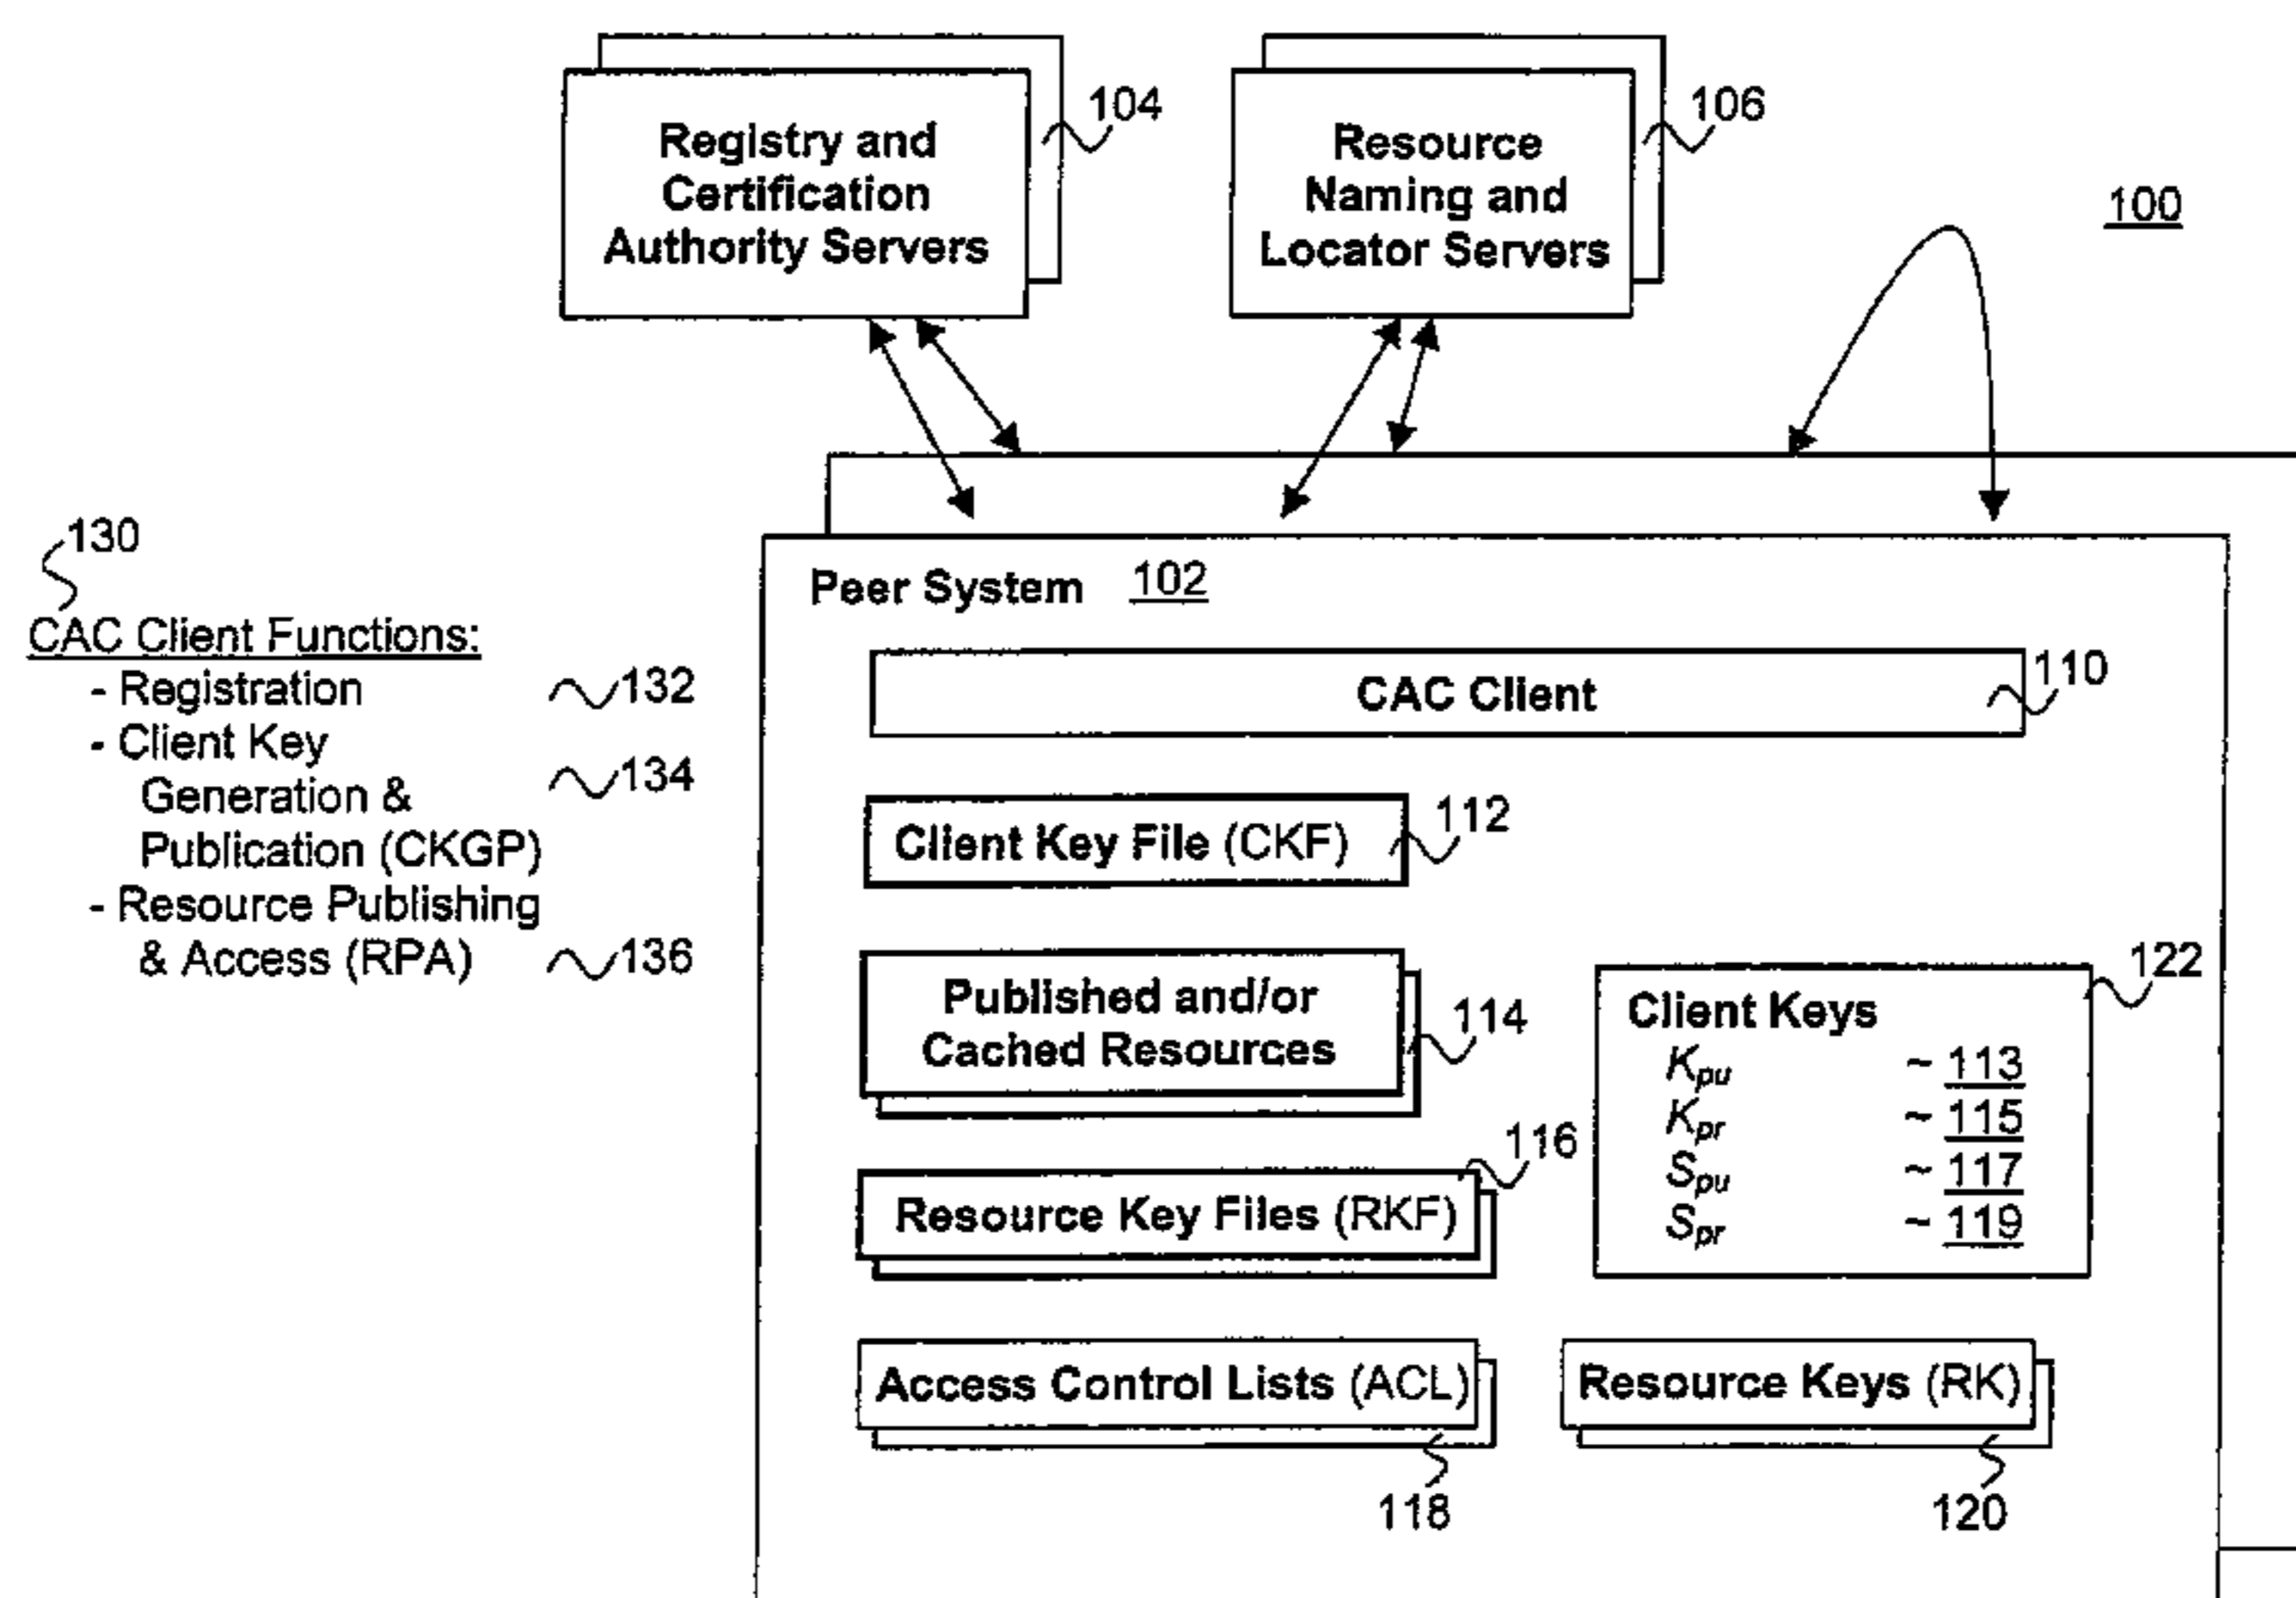 Registry and
Certification
Authority Servers
104
Resource
Naming and
Locator Servers
106
100
130
CAC Client Functions:
- Registration
132
- Client Key
Generation &
Publication (CKGP)
134
- Resource Publishing
& Access (RPA)
136
Peer System 102
CAC Client
110
Client Key File (CKF)
112
Published and/or
Cached Resources
114
Resource Key Files (RKF)
116
Client Keys
122
Kpu ~ 113
Kpr ~ 115
Spu ~ 117
Spr ~ 119
Access Control Lists (ACL)
118
Resource Keys (RK)
120